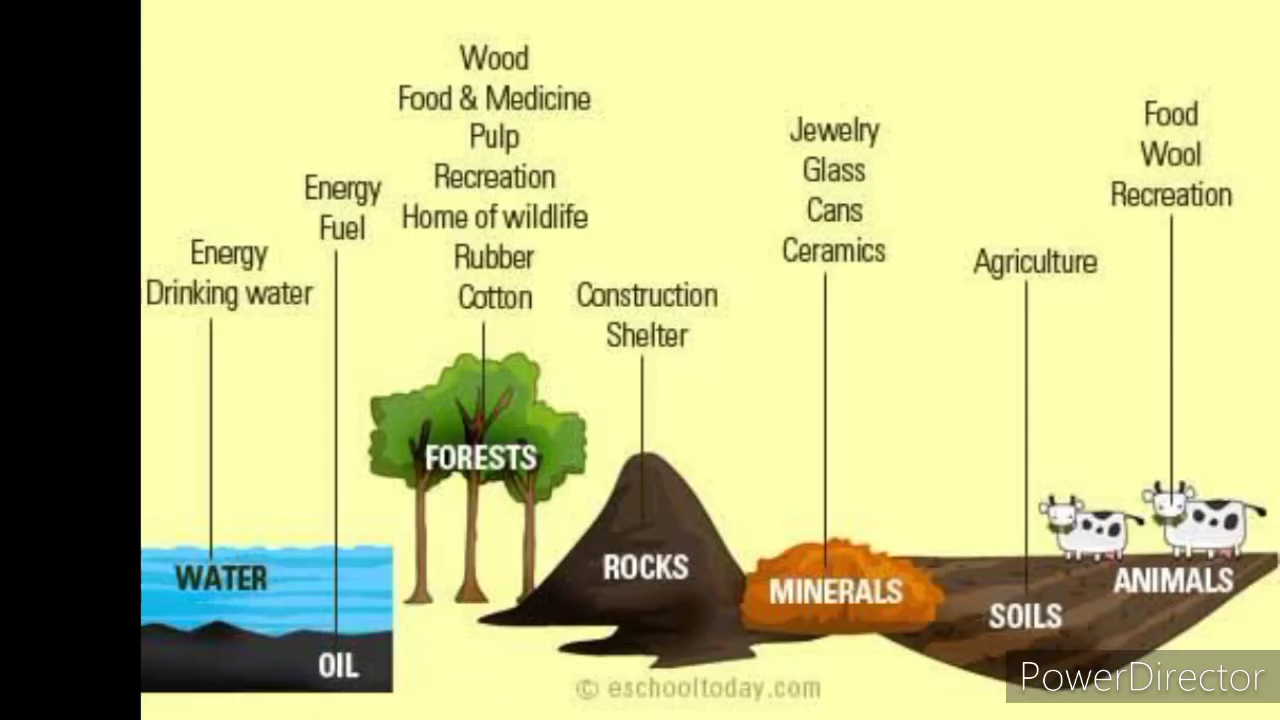 Energy
Drinking water
WATER
Energy
Fuel
OIL
Wood
Food & Medicine
Pulp
Recreation
Home of wildlife
Rubber
Cotton
FORESTS
Construction
Shelter
ROCKS
Jewelry
Glass
Cans
Ceramics
MINERALS
Agriculture
SOILS
Food
Wool
Recreation
ANIMALS
© eschooltoday.com
PowerDirector